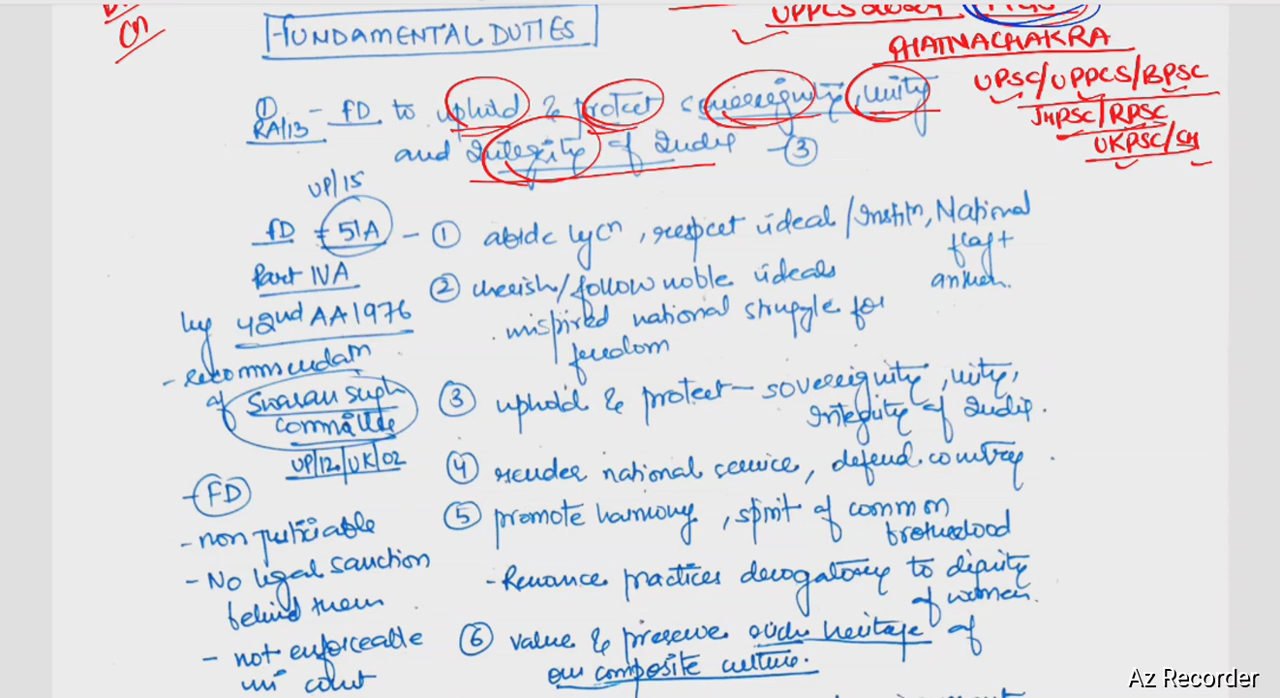 UPPCS 2024
CM
FUNDAMENTAL DUTIES
GHATNACHAKRA
UPSC/UPPCS/BPSC
JHPSC/RPSC
UKPSC/
① - FD to uphold & protect sovereignty, unity
RA/13
and Integrity of India - ③
UP/15
FD = 51A - ① abide by cn, respect ideal / Institn, National
flag +
anthem.
Part IVA
② cherish/follow noble ideals
inspired national struggle for
freedom
by 42nd AA 1976
- recommendatn
of Swaran Singh
committee
UP/12/UK/02
③ uphold & protect - sovereignty, unity,
Integrity of India.
④ render national service, defend country.
- FD
⑤ promote harmony, spirit of common
brotherhood
- non justiciable
- No legal sanction
behind them
- Renounce practices derogatory to dignity
of women.
- not enforceable
in court
⑥ value & preserve heritage of
our composite culture.
Az Recorder